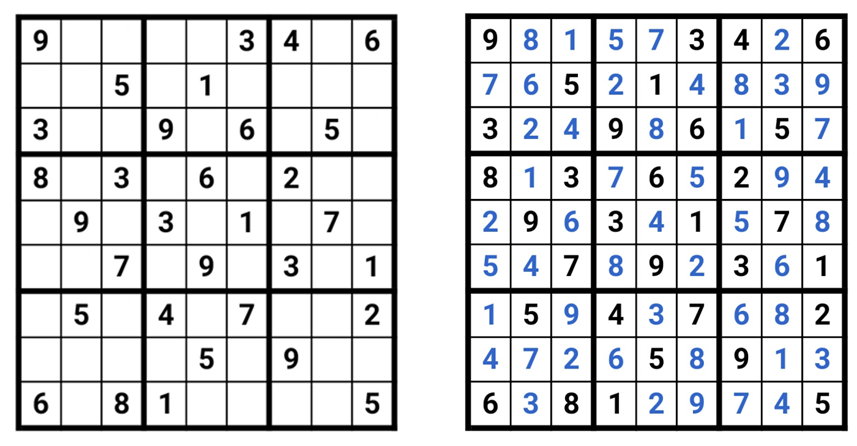 9 3 4 6
5 1
3 9 6 5
8 3 6 2
9 3 1 7
7 9 3 1
5 4 7 2
5 9
6 8 1 5
9 8 1 5 7 3 4 2 6
7 6 5 2 1 4 8 3 9
3 2 4 9 8 6 1 5 7
8 1 3 7 6 5 2 9 4
2 9 6 3 4 1 5 7 8
5 4 7 8 9 2 3 6 1
1 5 9 4 3 7 6 8 2
4 7 2 6 5 8 9 1 3
6 3 8 1 2 9 7 4 5